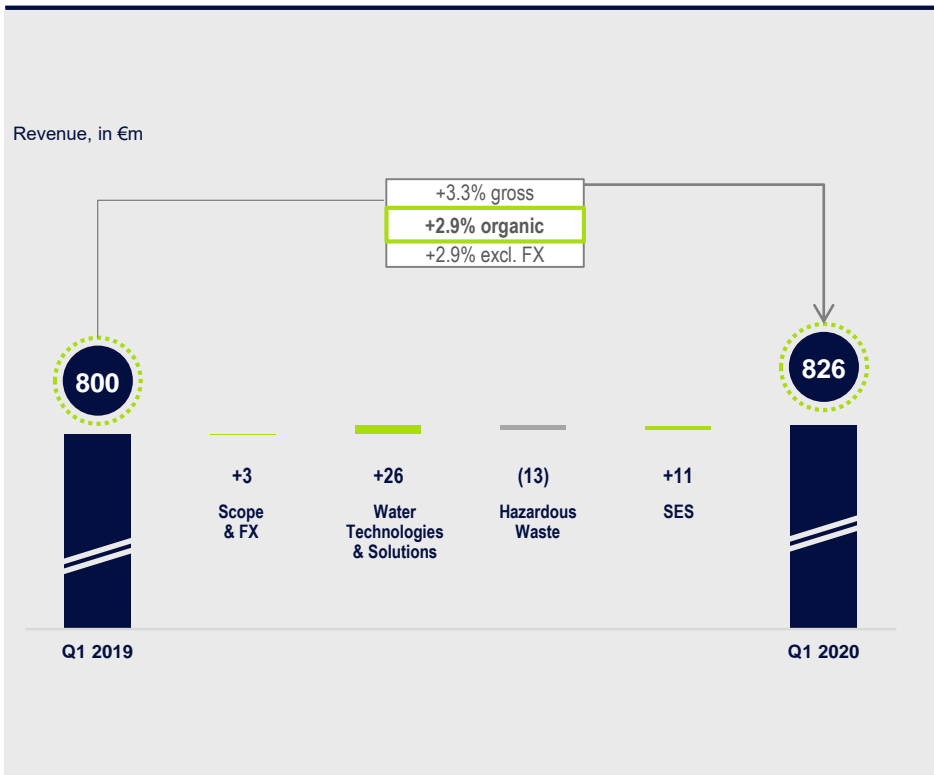 Revenue, in €m
+3.3% gross
+2.9% organic
+2.9% excl. FX
800
826
+3
+26
(13)
+11
Scope
& FX
Water
Technologies
& Solutions
Hazardous
Waste
SES
Q1 2019
Q1 2020